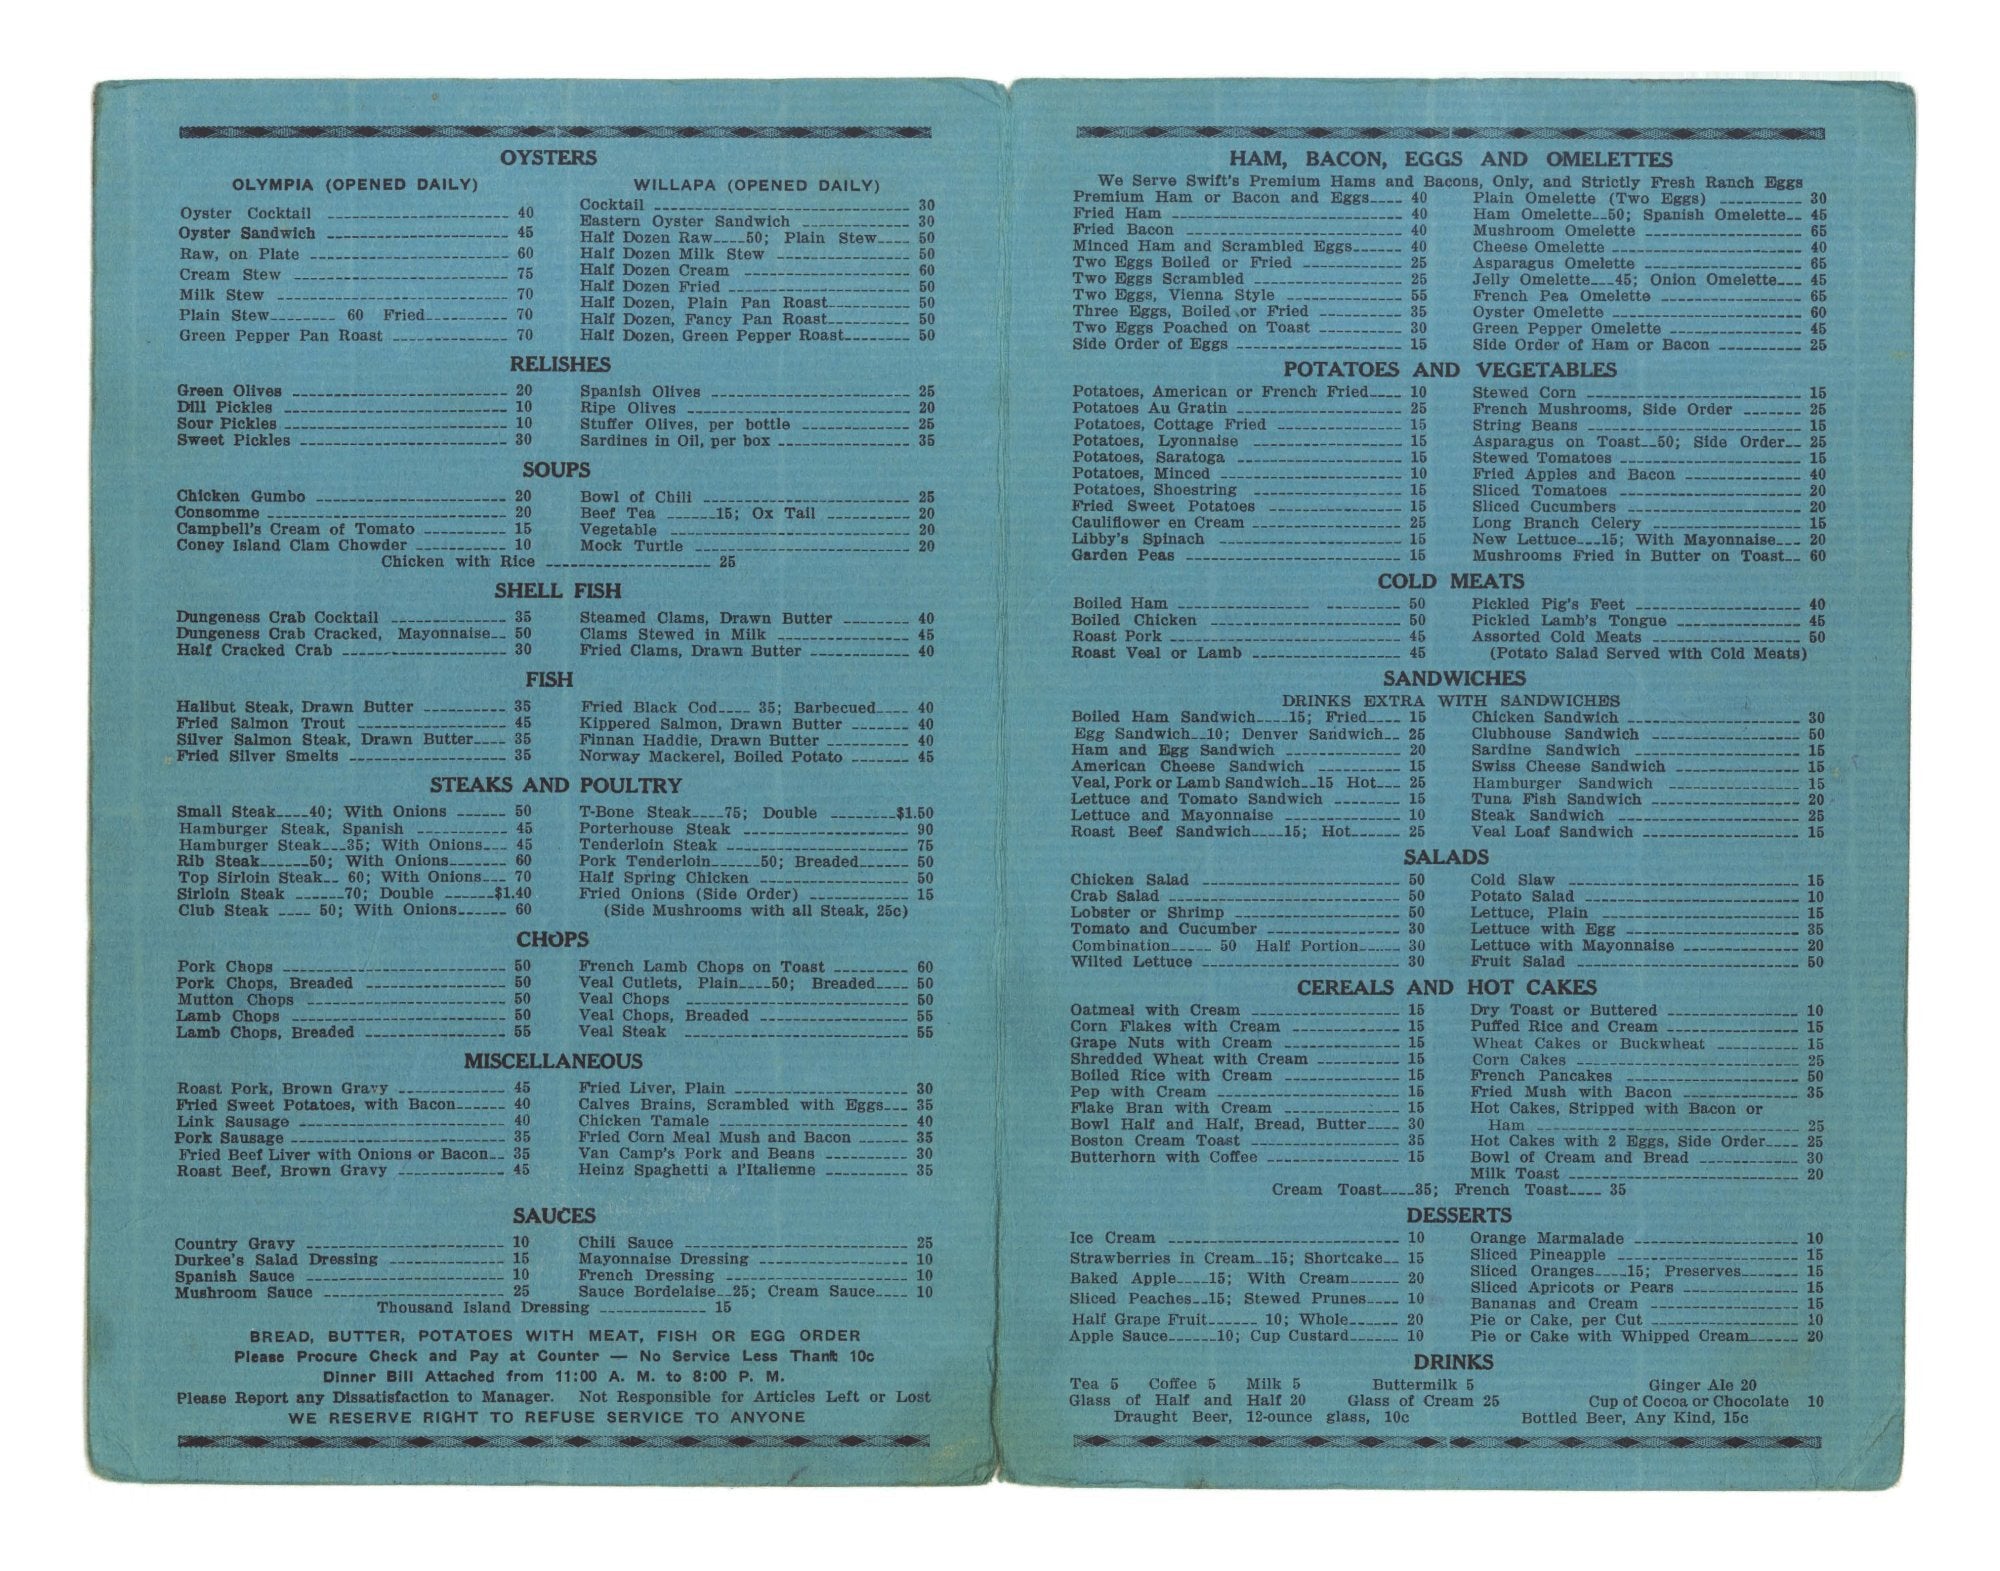 OYSTERS
OLYMPIA (OPENED DAILY)
Oyster Cocktail 40
Oyster Sandwich 45
Raw, on Plate 60
Cream Stew 75
Milk Stew 70
Plain Stew 60 Fried 70
Green Pepper Pan Roast 70
WILLAPA (OPENED DAILY)
Cocktail 30
Eastern Oyster Sandwich 30
Half Dozen Raw 50; Plain Stew 50
Half Dozen Milk Stew 50
Half Dozen Cream 60
Half Dozen Fried 50
Half Dozen, Plain Pan Roast 50
Half Dozen, Fancy Pan Roast 50
Half Dozen, Green Pepper Roast 50
RELISHES
Green Olives 20
Dill Pickles 10
Sour Pickles 10
Sweet Pickles 30
Spanish Olives 25
Ripe Olives 20
Stuffer Olives, per bottle 25
Sardines in Oil, per box 35
SOUPS
Chicken Gumbo 20
Consomme 20
Campbell's Cream of Tomato 15
Coney Island Clam Chowder 10
Bowl of Chili 25
Beef Tea 15; Ox Tail 20
Vegetable 20
Mock Turtle 20
Chicken with Rice 25
SHELL FISH
Dungeness Crab Cocktail 35
Dungeness Crab Cracked, Mayonnaise 50
Half Cracked Crab 30
Steamed Clams, Drawn Butter 40
Clams Stewed in Milk 45
Fried Clams, Drawn Butter 40
FISH
Halibut Steak, Drawn Butter 35
Fried Salmon Trout 45
Silver Salmon Steak, Drawn Butter 35
Fried Silver Smelts 35
Fried Black Cod 35; Barbecued 40
Kippered Salmon, Drawn Butter 40
Finnan Haddie, Drawn Butter 40
Norway Mackerel, Boiled Potato 45
STEAKS AND POULTRY
Small Steak 40; With Onions 50
Hamburger Steak, Spanish 45
Hamburger Steak 35; With Onions 45
Rib Steak 50; With Onions 60
Top Sirloin Steak 60; With Onions 70
Sirloin Steak 70; Double $1.40
Club Steak 50; With Onions 60
T-Bone Steak 75; Double $1.50
Porterhouse Steak 90
Tenderloin Steak 75
Pork Tenderloin 50; Breaded 50
Half Spring Chicken 50
Fried Onions (Side Order) 15
(Side Mushrooms with all Steak, 25c)
CHOPS
Pork Chops 50
Pork Chops, Breaded 50
Mutton Chops 50
Lamb Chops 50
Lamb Chops, Breaded 55
French Lamb Chops on Toast 60
Veal Cutlets, Plain 50; Breaded 50
Veal Chops 50
Veal Chops, Breaded 55
Veal Steak 55
MISCELLANEOUS
Roast Pork, Brown Gravy 45
Fried Sweet Potatoes, with Bacon 40
Link Sausage 40
Pork Sausage 35
Fried Beef Liver with Onions or Bacon 35
Roast Beef, Brown Gravy 45
Fried Liver, Plain 30
Calves Brains, Scrambled with Eggs 35
Chicken Tamale 40
Fried Corn Meal Mush and Bacon 35
Van Camp's Pork and Beans 30
Heinz Spaghetti a l'Italienne 35
SAUCES
Country Gravy 10
Durkee's Salad Dressing 15
Spanish Sauce 10
Mushroom Sauce 25
Chili Sauce 25
Mayonnaise Dressing 10
French Dressing 10
Sauce Bordelaise 25; Cream Sauce 10
Thousand Island Dressing 15
BREAD, BUTTER, POTATOES WITH MEAT, FISH OR EGG ORDER
Please Procure Check and Pay at Counter — No Service Less Than 10c
Dinner Bill Attached from 11:00 A. M. to 8:00 P. M.
Please Report any Dissatisfaction to Manager. Not Responsible for Articles Left or Lost
WE RESERVE RIGHT TO REFUSE SERVICE TO ANYONE
HAM, BACON, EGGS AND OMELETTES
We Serve Swift's Premium Hams and Bacons, Only, and Strictly Fresh Ranch Eggs
Premium Ham or Bacon and Eggs 40
Fried Ham 40
Fried Bacon 40
Minced Ham and Scrambled Eggs 40
Two Eggs Boiled or Fried 25
Two Eggs Scrambled 25
Two Eggs, Vienna Style 55
Three Eggs, Boiled or Fried 35
Two Eggs Poached on Toast 30
Side Order of Eggs 15
Plain Omelette (Two Eggs) 30
Ham Omelette 50; Spanish Omelette 45
Mushroom Omelette 65
Cheese Omelette 40
Asparagus Omelette 65
Jelly Omelette 45; Onion Omelette 45
French Pea Omelette 65
Oyster Omelette 60
Green Pepper Omelette 45
Side Order of Ham or Bacon 25
POTATOES AND VEGETABLES
Potatoes, American or French Fried 10
Potatoes Au Gratin 25
Potatoes, Cottage Fried 15
Potatoes, Lyonnaise 15
Potatoes, Saratoga 15
Potatoes, Minced 10
Potatoes, Shoestring 15
Fried Sweet Potatoes 15
Cauliflower en Cream 25
Libby's Spinach 15
Garden Peas 15
Stewed Corn 15
French Mushrooms, Side Order 25
String Beans 15
Asparagus on Toast 50; Side Order 25
Stewed Tomatoes 15
Fried Apples and Bacon 40
Sliced Tomatoes 20
Sliced Cucumbers 20
Long Branch Celery 15
New Lettuce 15; With Mayonnaise 20
Mushrooms Fried in Butter on Toast 60
COLD MEATS
Boiled Ham 50
Boiled Chicken 50
Roast Pork 45
Roast Veal or Lamb 45
Pickled Pig's Feet 40
Pickled Lamb's Tongue 45
Assorted Cold Meats 50
(Potato Salad Served with Cold Meats)
SANDWICHES
DRINKS EXTRA WITH SANDWICHES
Boiled Ham Sandwich 15; Fried 15
Egg Sandwich 10; Denver Sandwich 25
Ham and Egg Sandwich 20
American Cheese Sandwich 15
Veal, Pork or Lamb Sandwich 15 Hot 25
Lettuce and Tomato Sandwich 15
Lettuce and Mayonnaise 10
Roast Beef Sandwich 15; Hot 25
Chicken Sandwich 30
Clubhouse Sandwich 50
Sardine Sandwich 15
Swiss Cheese Sandwich 15
Hamburger Sandwich 15
Tuna Fish Sandwich 20
Steak Sandwich 25
Veal Loaf Sandwich 15
SALADS
Chicken Salad 50
Crab Salad 50
Lobster or Shrimp 50
Tomato and Cucumber 30
Combination 50 Half Portion 30
Wilted Lettuce 30
Cold Slaw 15
Potato Salad 10
Lettuce, Plain 15
Lettuce with Egg 35
Lettuce with Mayonnaise 20
Fruit Salad 50
CEREALS AND HOT CAKES
Oatmeal with Cream 15
Corn Flakes with Cream 15
Grape Nuts with Cream 15
Shredded Wheat with Cream 15
Boiled Rice with Cream 15
Pep with Cream 15
Flake Bran with Cream 15
Bowl Half and Half, Bread, Butter 30
Boston Cream Toast 35
Butterhorn with Coffee 15
Dry Toast or Buttered 10
Puffed Rice and Cream 15
Wheat Cakes or Buckwheat 15
Corn Cakes 25
French Pancakes 50
Fried Mush with Bacon 35
Hot Cakes, Stripped with Bacon or
Ham 25
Hot Cakes with 2 Eggs, Side Order 25
Bowl of Cream and Bread 30
Milk Toast 20
Cream Toast 35; French Toast 35
DESSERTS
Ice Cream 10
Strawberries in Cream 15; Shortcake 15
Baked Apple 15; With Cream 20
Sliced Peaches 15; Stewed Prunes 10
Half Grape Fruit 10; Whole 20
Apple Sauce 10; Cup Custard 10
Orange Marmalade 10
Sliced Pineapple 15
Sliced Oranges 15; Preserves 15
Sliced Apricots or Pears 15
Bananas and Cream 15
Pie or Cake, per Cut 10
Pie or Cake with Whipped Cream 20
DRINKS
Tea 5 Coffee 5 Milk 5 Buttermilk 5 Ginger Ale 20
Glass of Half and Half 20 Glass of Cream 25 Cup of Cocoa or Chocolate 10
Draught Beer, 12-ounce glass, 10c Bottled Beer, Any Kind, 15c